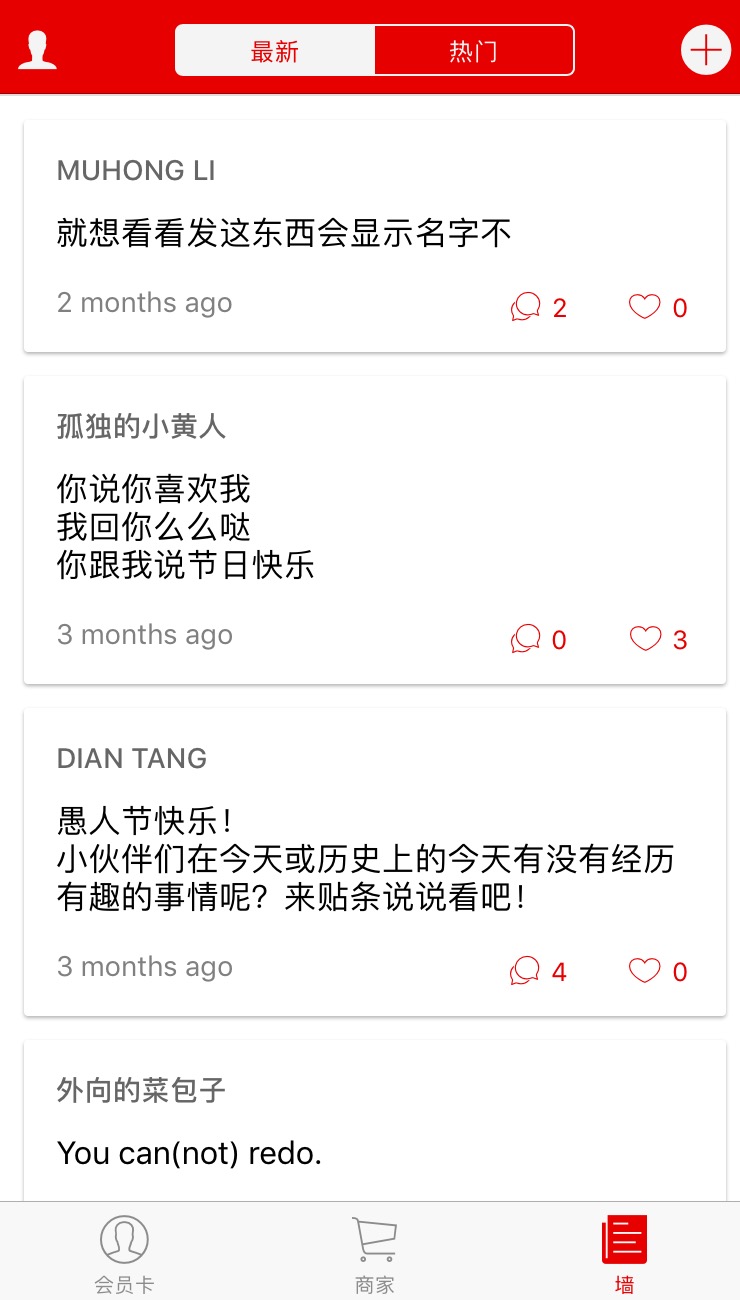 最新 热门
MUHONG LI
就想看看发这东西会显示名字不
2 months ago 2 0
孤独的小黄人
你说你喜欢我
我回你么么哒
你跟我说节日快乐
3 months ago 0 3
DIAN TANG
愚人节快乐！
小伙伴们在今天或历史上的今天有没有经历
有趣的事情呢？来贴条说说看吧！
3 months ago 4 0
外向的菜包子
You can(not) redo.
会员卡 商家 墙